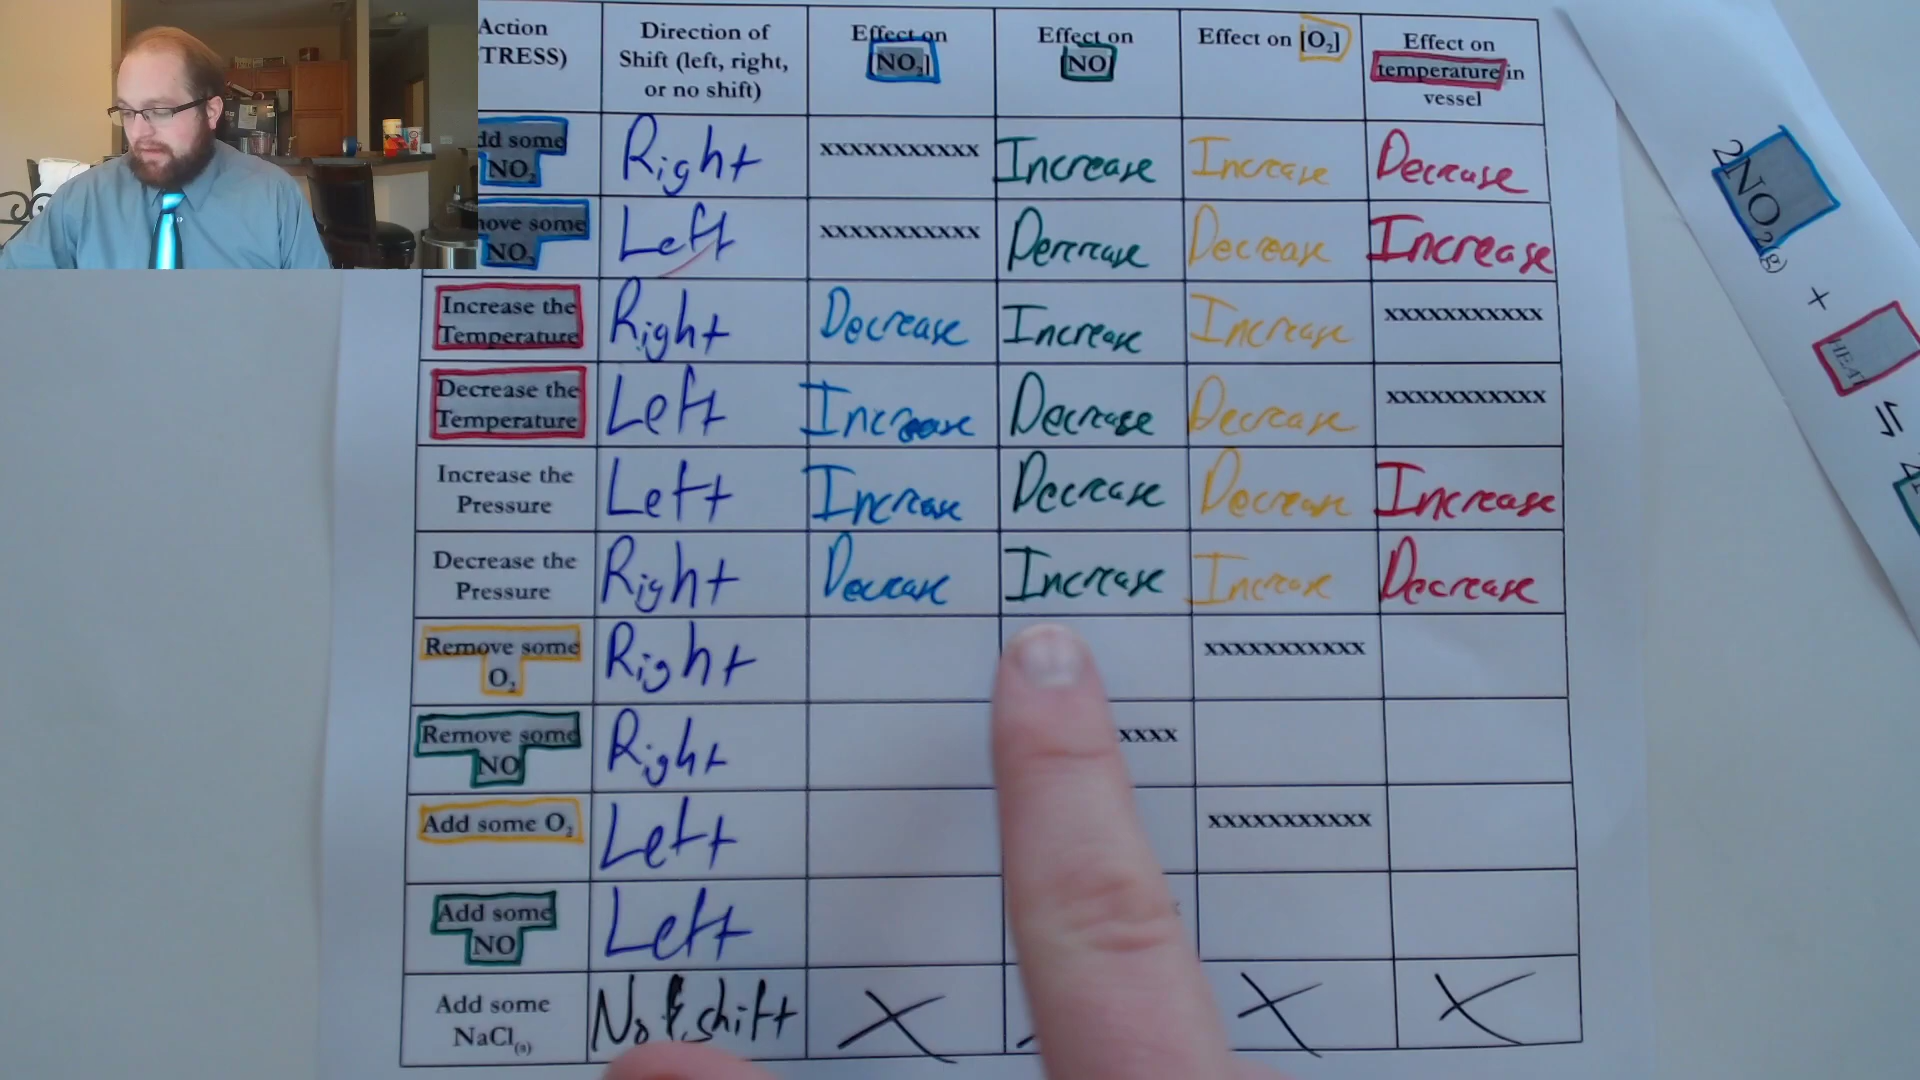 Action
TRESS)
Direction of
Shift (left, right,
or no shift)
Effect on
[NO₂]
Effect on
[NO]
Effect on [O₂]
Effect on
temperature in
vessel
dd some
NO₂
Right
xxxxxxxxxxx
Increase
Increase
Decrease
nove some
NO₂
Left
xxxxxxxxxxx
Decrease
Decrease
Increase
Increase the
Temperature
Right
Decrease
Increase
Increase
xxxxxxxxxxx
Decrease the
Temperature
Left
Increase
Decrease
Decrease
xxxxxxxxxxx
Increase the
Pressure
Left
Increase
Decrease
Decrease
Increase
Decrease the
Pressure
Right
Decrease
Increase
Increase
Decrease
Remove some
O₂
Right
xxxxxxxxxxx
Remove some
NO
Right
xxxx
Add some O₂
Left
xxxxxxxxxxx
Add some
NO
Left
Add some
NaCl(s)
No shift
X
X
X
2NO₂(g) + HEAT ⇌